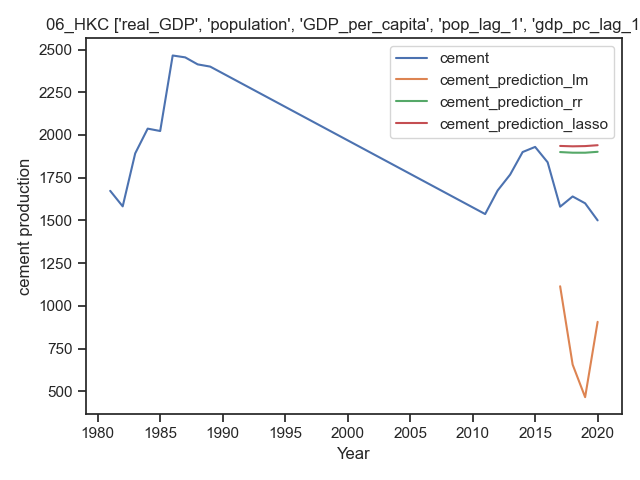 06_HKC ['real_GDP', 'population', 'GDP_per_capita', 'pop_lag_1', 'gdp_pc_lag_1
cement
cement_prediction_lm
cement_prediction_rr
cement_prediction_lasso
cement production
2500
2250
2000
1750
1500
1250
1000
750
500
1980
1985
1990
1995
2000
2005
2010
2015
2020
Year